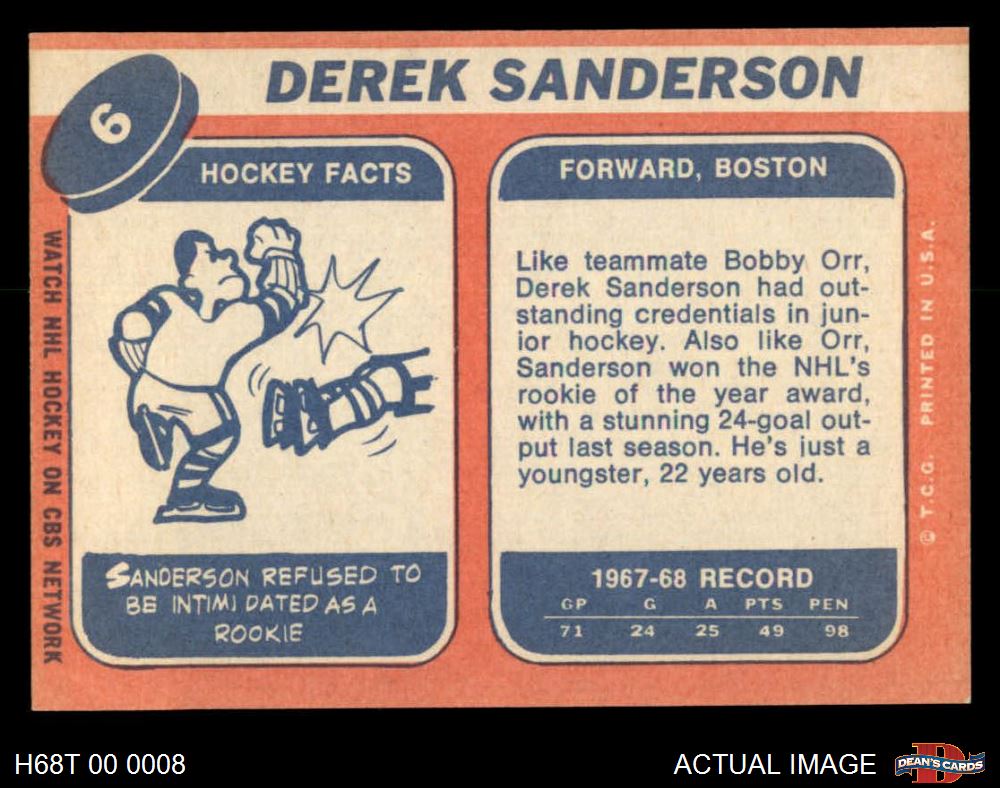 6
DEREK SANDERSON
HOCKEY FACTS
SANDERSON REFUSED TO
BE INTIMIDATED AS A
ROOKIE
FORWARD, BOSTON
Like teammate Bobby Orr,
Derek Sanderson had out-
standing credentials in jun-
ior hockey. Also like Orr,
Sanderson won the NHL's
rookie of the year award,
with a stunning 24-goal out-
put last season. He's just a
youngster, 22 years old.
1967-68 RECORD
GP G A PTS PEN
71 24 25 49 98
WATCH NHL HOCKEY ON CBS NETWORK
© T.C.G. PRINTED IN U.S.A.
H68T 00 0008
ACTUAL IMAGE
D
DEAN'S CARDS